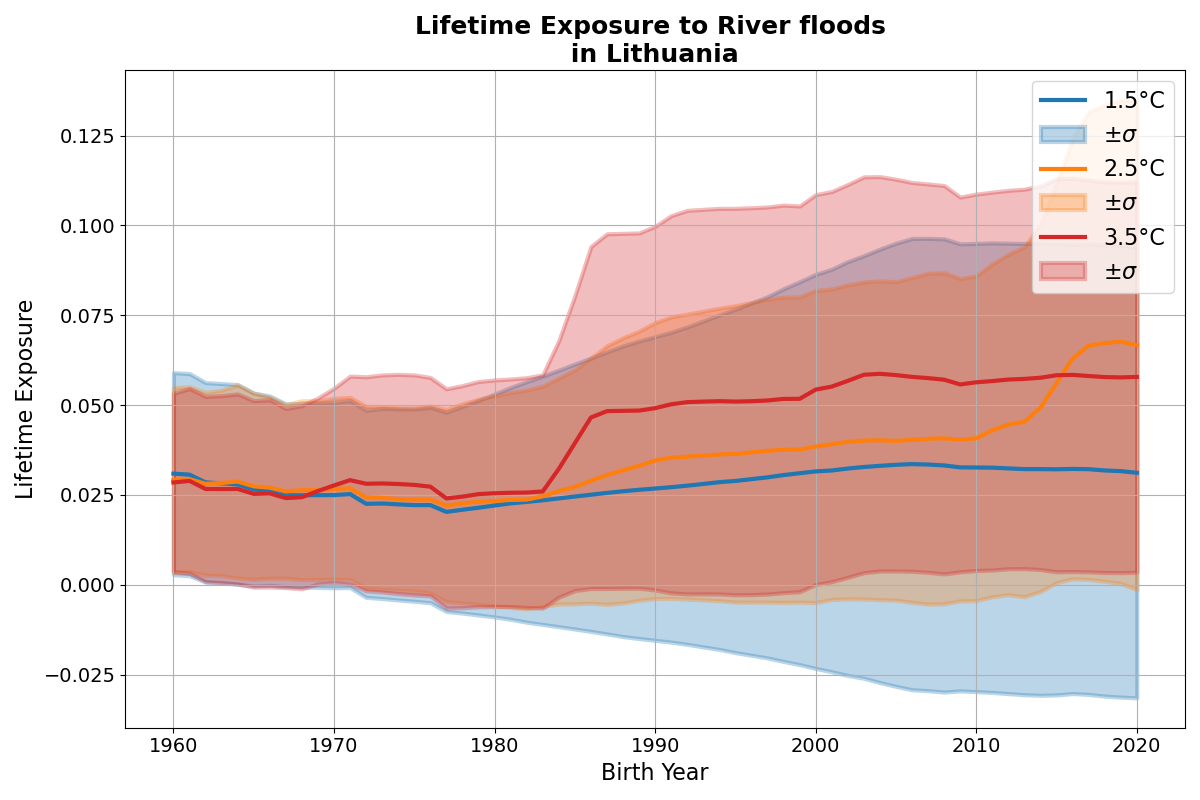 Lifetime Exposure to River floods
in Lithuania
1.5°C
±σ
2.5°C
±σ
3.5°C
±σ
Lifetime Exposure
0.125
0.100
0.075
0.050
0.025
0.000
−0.025
1960 1970 1980 1990 2000 2010 2020
Birth Year